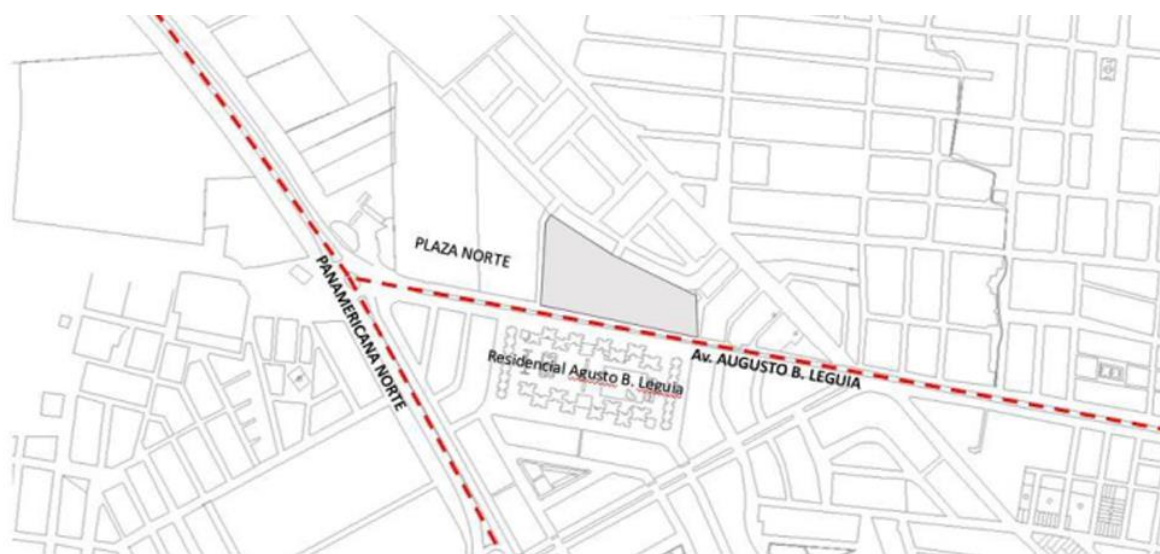 PLAZA NORTE
PANAMERICANA NORTE
Residencial Agusto B. Leguia
Av. AUGUSTO B. LEGUIA